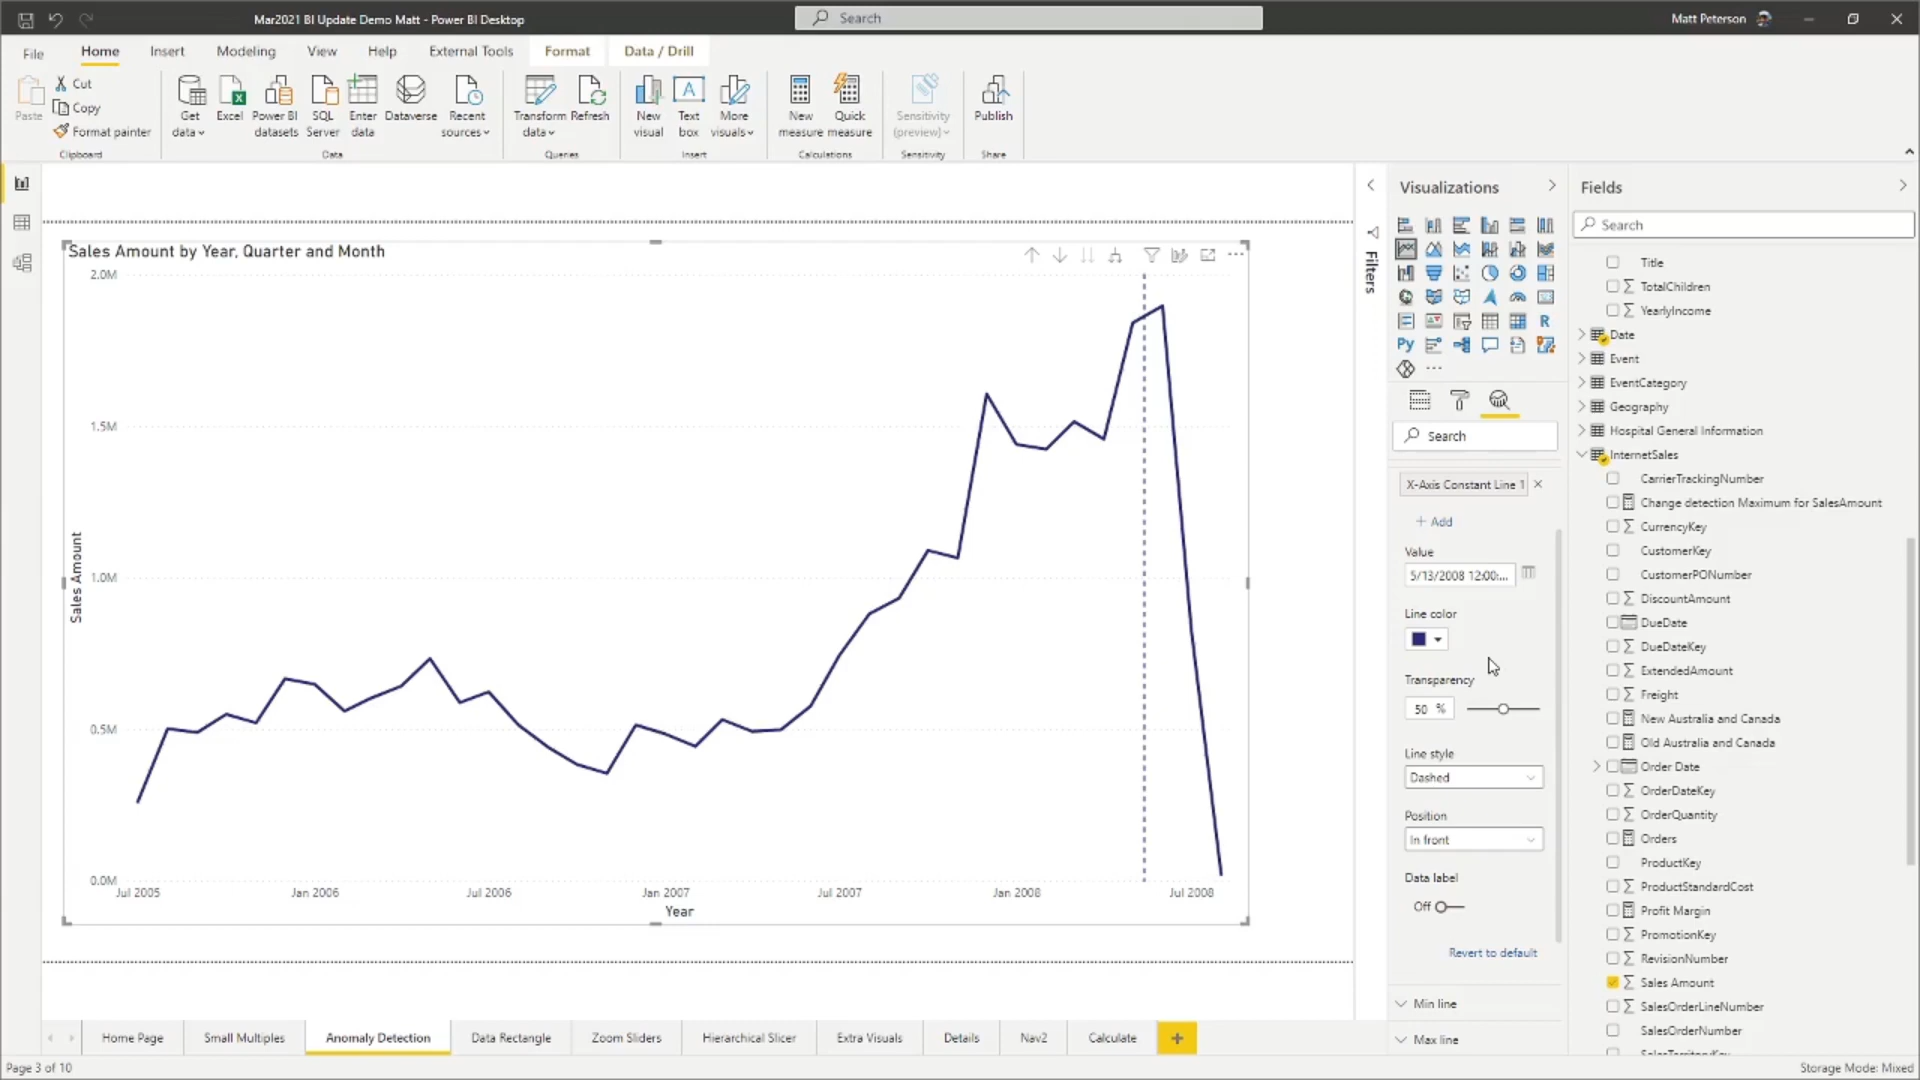 Mar2021 BI Update Demo Matt - Power BI Desktop
Search
Matt Peterson
File
Home
Insert
Modeling
View
Help
External Tools
Format
Data / Drill
Paste
Cut
Copy
Format painter
Clipboard
Get data
Excel
Power BI datasets
SQL Server
Enter data
Dataverse
Recent sources
Data
Transform data
Refresh
Queries
New visual
Text box
More visuals
Insert
New measure
Quick measure
Calculations
Sensitivity (preview)
Sensitivity
Publish
Share
Sales Amount by Year, Quarter and Month
2.0M
1.5M
1.0M
0.5M
0.0M
Sales Amount
Jul 2005
Jan 2006
Jul 2006
Jan 2007
Jul 2007
Jan 2008
Jul 2008
Year
Filters
Visualizations
R
Py
Search
X-Axis Constant Line 1
+ Add
Value
5/13/2008 12:00:...
Line color
Transparency
50 %
Line style
Dashed
Position
In front
Data label
Off
Revert to default
Min line
Max line
Fields
Search
Title
TotalChildren
YearlyIncome
Date
Event
EventCategory
Geography
Hospital General Information
InternetSales
CarrierTrackingNumber
Change detection Maximum for SalesAmount
CurrencyKey
CustomerKey
CustomerPONumber
DiscountAmount
DueDate
DueDateKey
ExtendedAmount
Freight
New Australia and Canada
Old Australia and Canada
Order Date
OrderDateKey
OrderQuantity
Orders
ProductKey
ProductStandardCost
Profit Margin
PromotionKey
RevisionNumber
Sales Amount
SalesOrderLineNumber
SalesOrderNumber
SalesTerritoryKey
Home Page
Small Multiples
Anomaly Detection
Data Rectangle
Zoom Sliders
Hierarchical Slicer
Extra Visuals
Details
Nav2
Calculate
Page 3 of 10
Storage Mode: Mixed